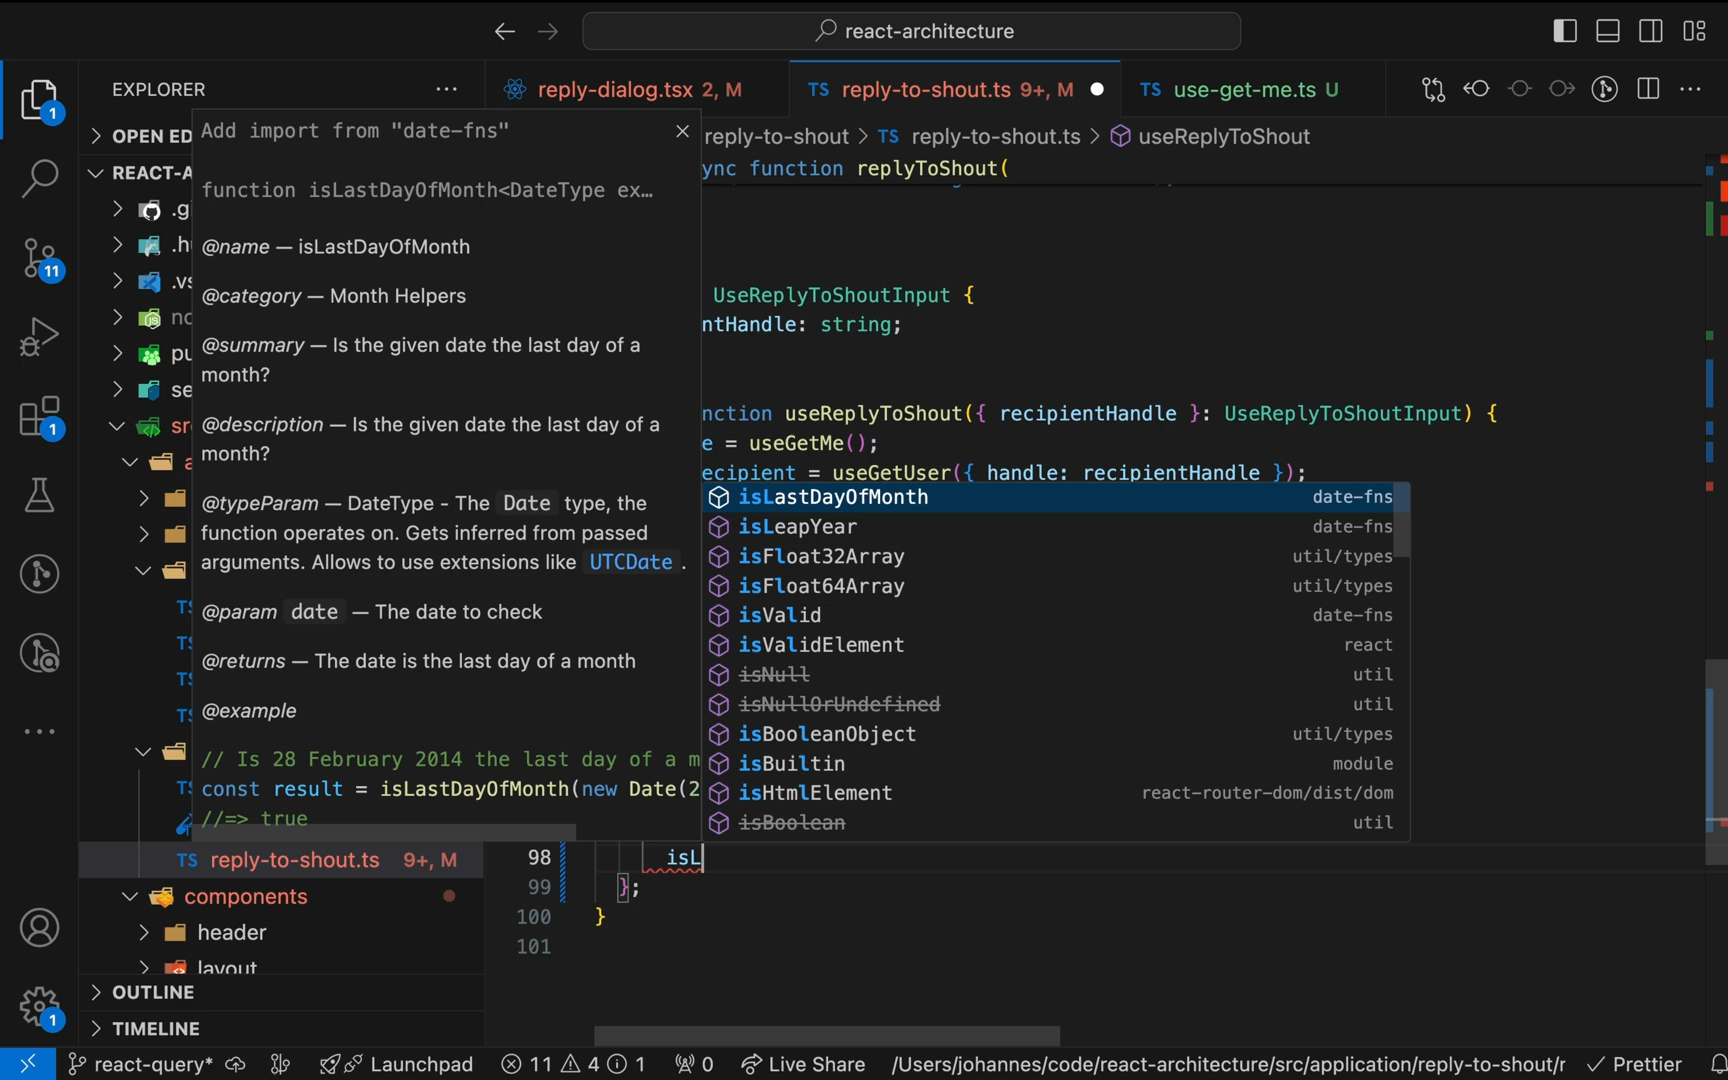 react-architecture
EXPLORER
reply-dialog.tsx 2, M
TS reply-to-shout.ts 9+, M
TS use-get-me.ts U
OPEN ED
REACT-A
.gi
.hu
.vs
pu
se
src
1
11
1
1
Add import from "date-fns"
function isLastDayOfMonth<DateType ex…
@name — isLastDayOfMonth
@category — Month Helpers
@summary — Is the given date the last day of a
month?
@description — Is the given date the last day of a
month?
@typeParam — DateType - The Date type, the
function operates on. Gets inferred from passed
arguments. Allows to use extensions like UTCDate.
@param date — The date to check
@returns — The date is the last day of a month
@example
// Is 28 February 2014 the last day of a m
const result = isLastDayOfMonth(new Date(2
//=> true
reply-to-shout > TS reply-to-shout.ts > useReplyToShout
ync function replyToShout(
UseReplyToShoutInput {
ntHandle: string;
nction useReplyToShout({ recipientHandle }: UseReplyToShoutInput) {
e = useGetMe();
ecipient = useGetUser({ handle: recipientHandle });
isLastDayOfMonth date-fns
isLeapYear date-fns
isFloat32Array util/types
isFloat64Array util/types
isValid date-fns
isValidElement react
isNull util
isNullOrUndefined util
isBooleanObject util/types
isBuiltin module
isHtmlElement react-router-dom/dist/dom
isBoolean util
98 isL
99 };
100 }
101
TS reply-to-shout.ts 9+, M
components
header
layout
OUTLINE
TIMELINE
react-query* Launchpad 11 4 1 0 Live Share /Users/johannes/code/react-architecture/src/application/reply-to-shout/r Prettier